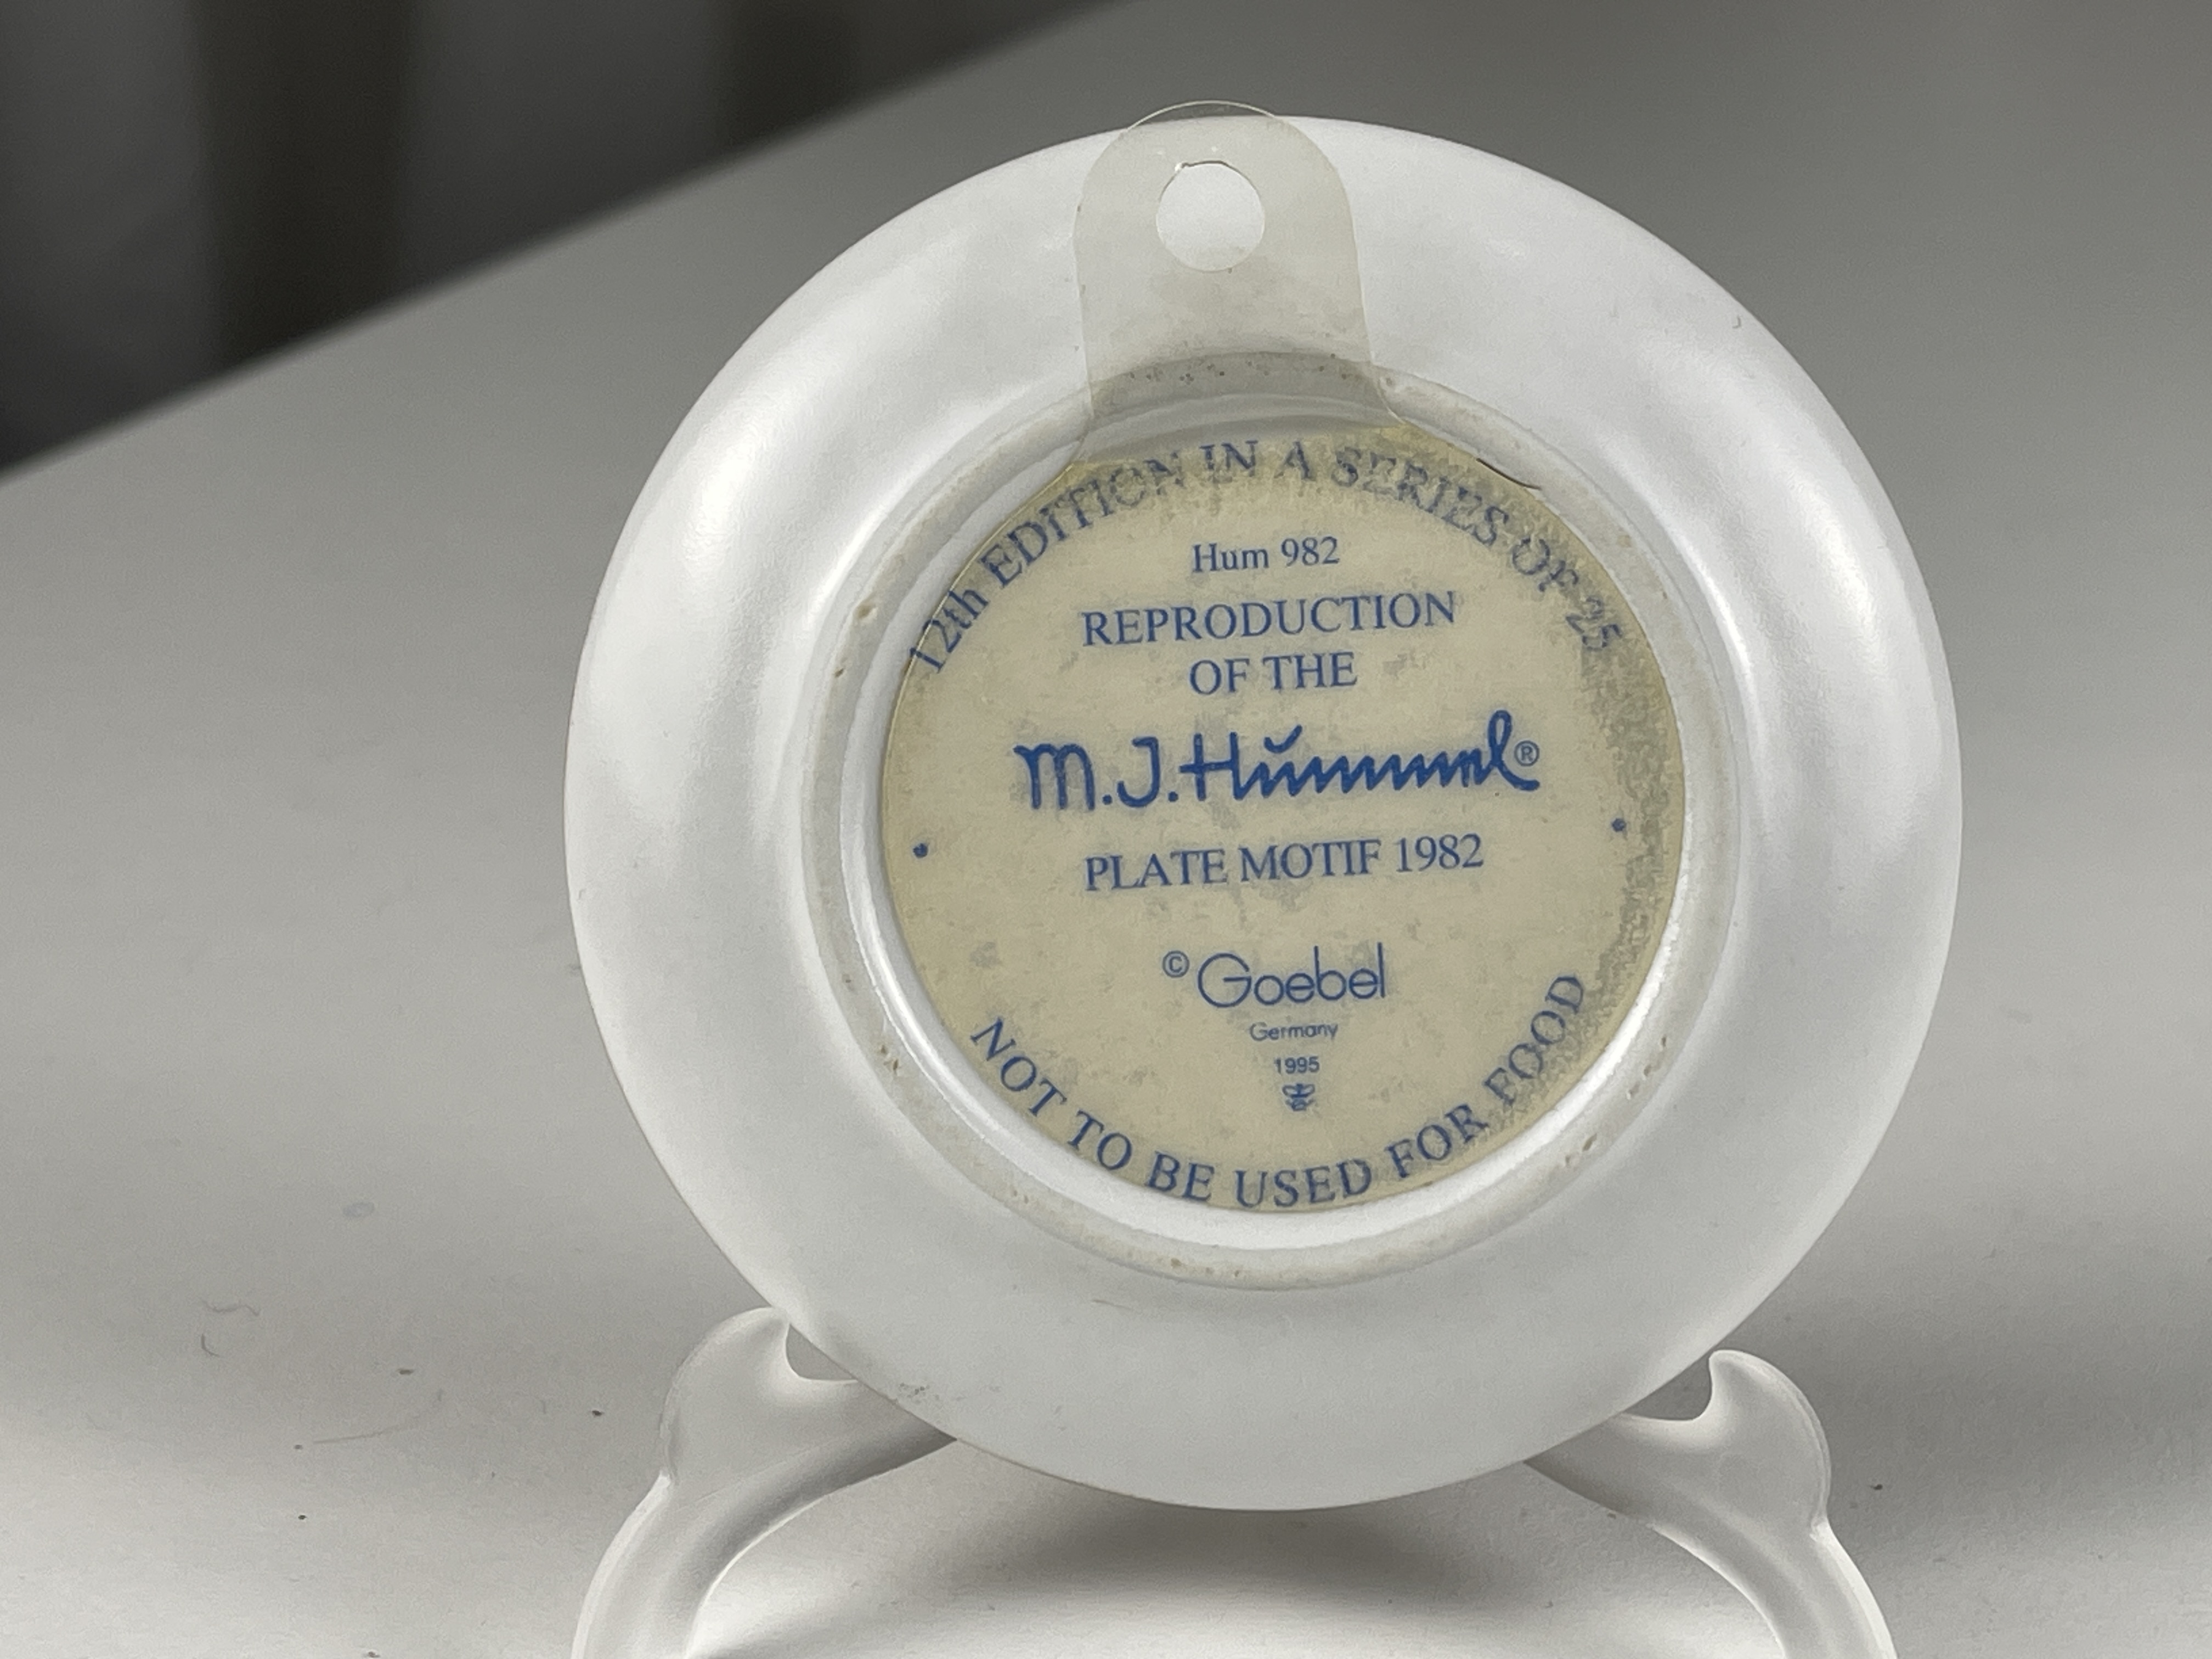 12th EDITION IN A SERIES OF 25
Hum 982
REPRODUCTION
OF THE
M.J.Hummel®
PLATE MOTIF 1982
© Goebel
Germany
1995
NOT TO BE USED FOR FOOD